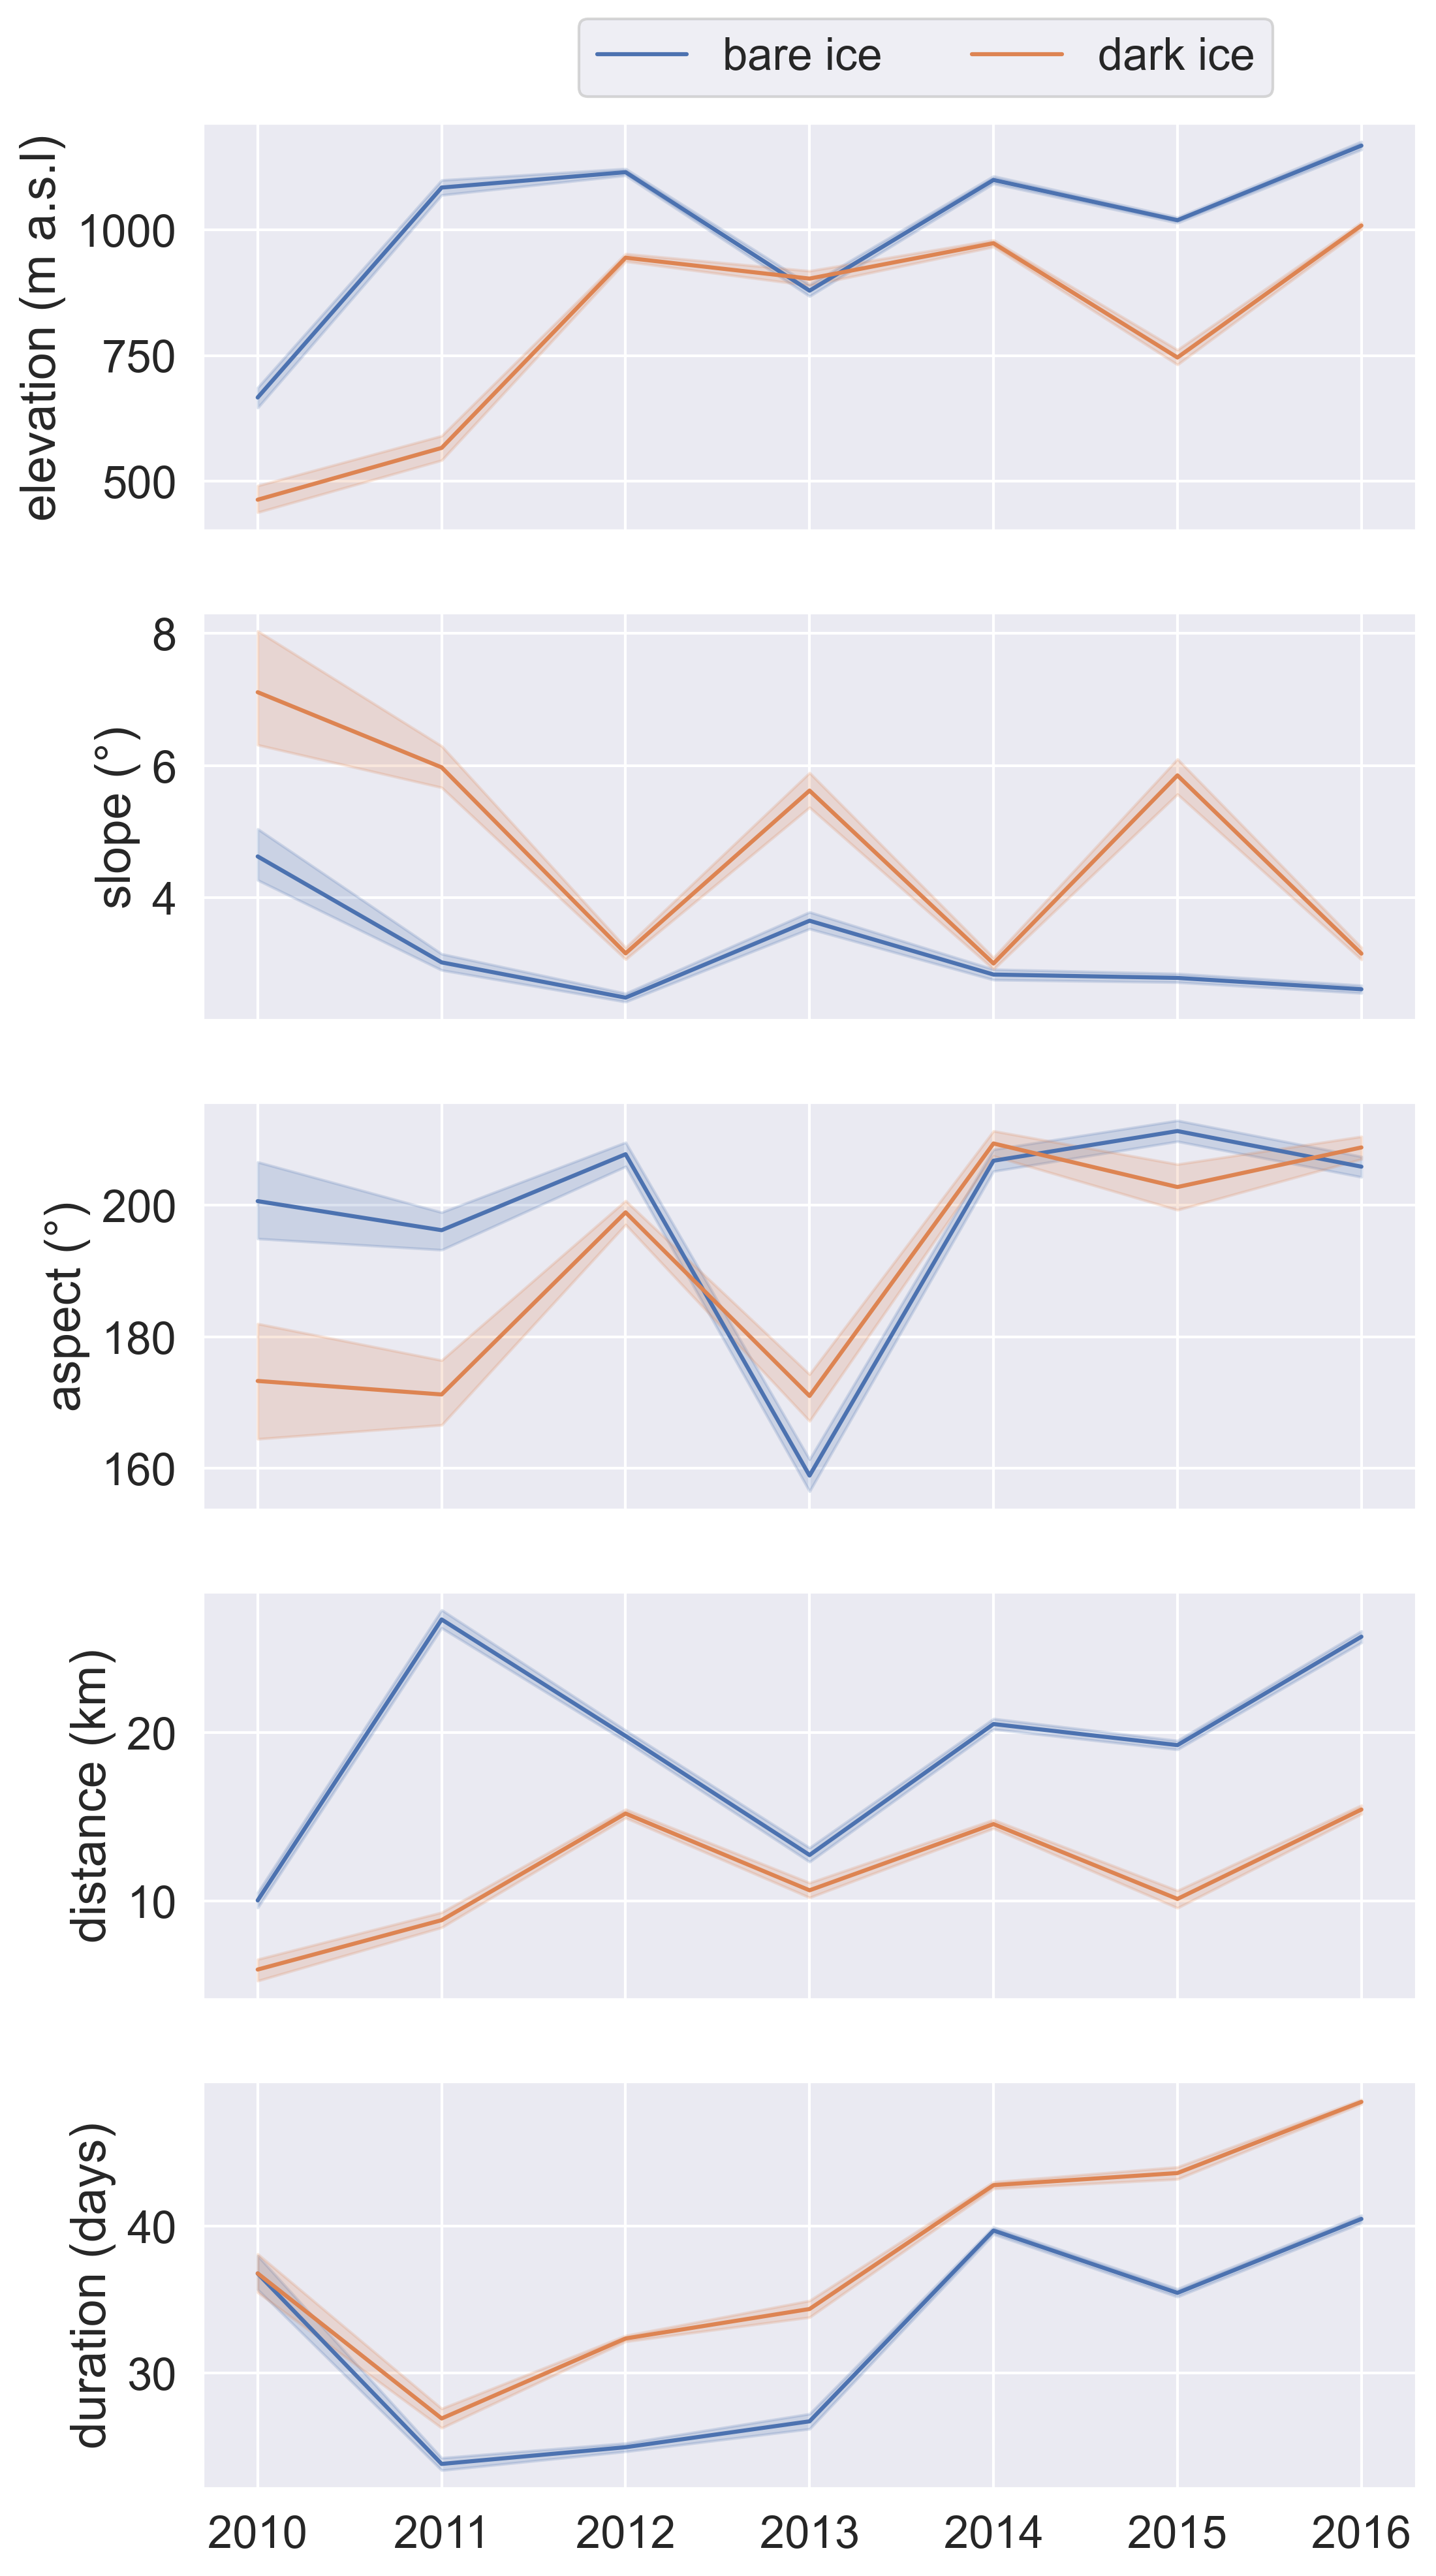 bare ice
dark ice
elevation (m a.s.l)
1000
750
500
slope (°)
8
6
4
aspect (°)
200
180
160
distance (km)
20
10
duration (days)
40
30
2010 2011 2012 2013 2014 2015 2016